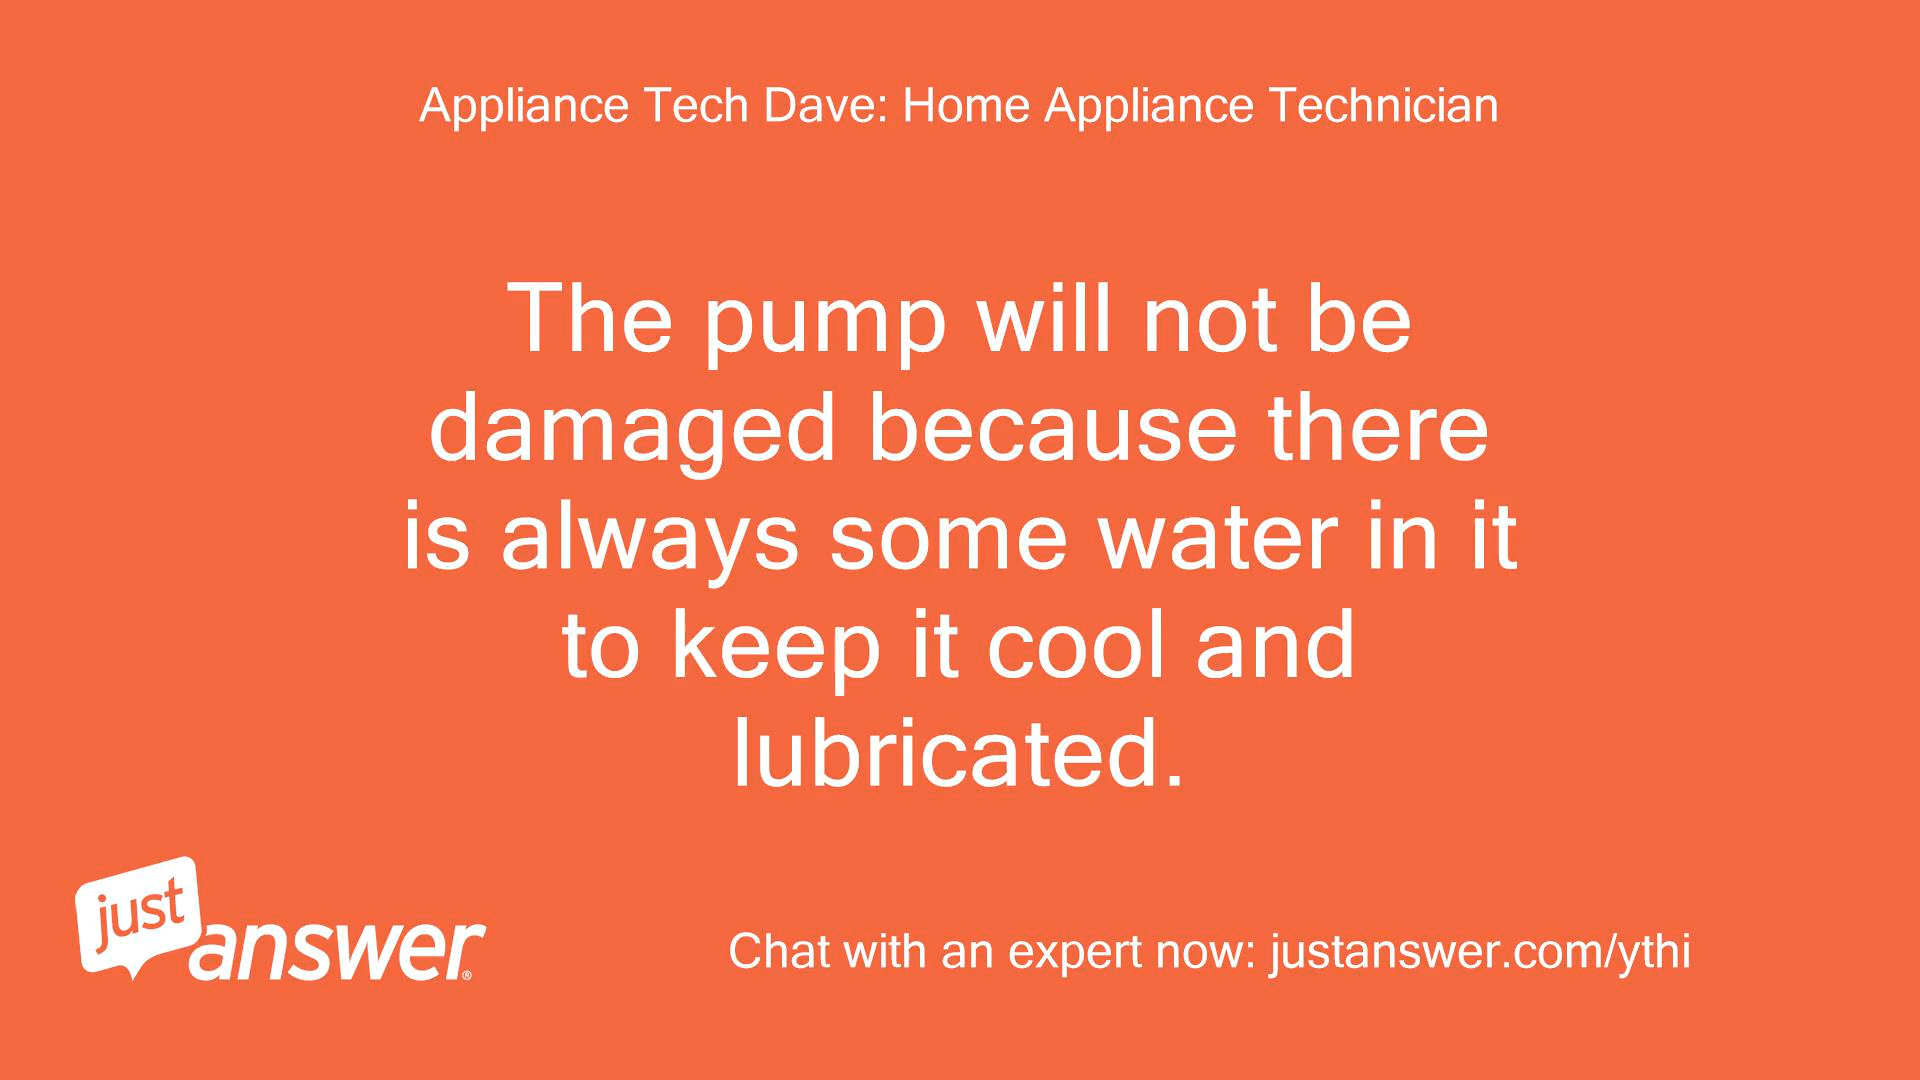 Appliance Tech Dave: Home Appliance Technician
The pump will not be
damaged because there
is always some water in it
to keep it cool and
lubricated.
just
answer®
Chat with an expert now: justanswer.com/ythi